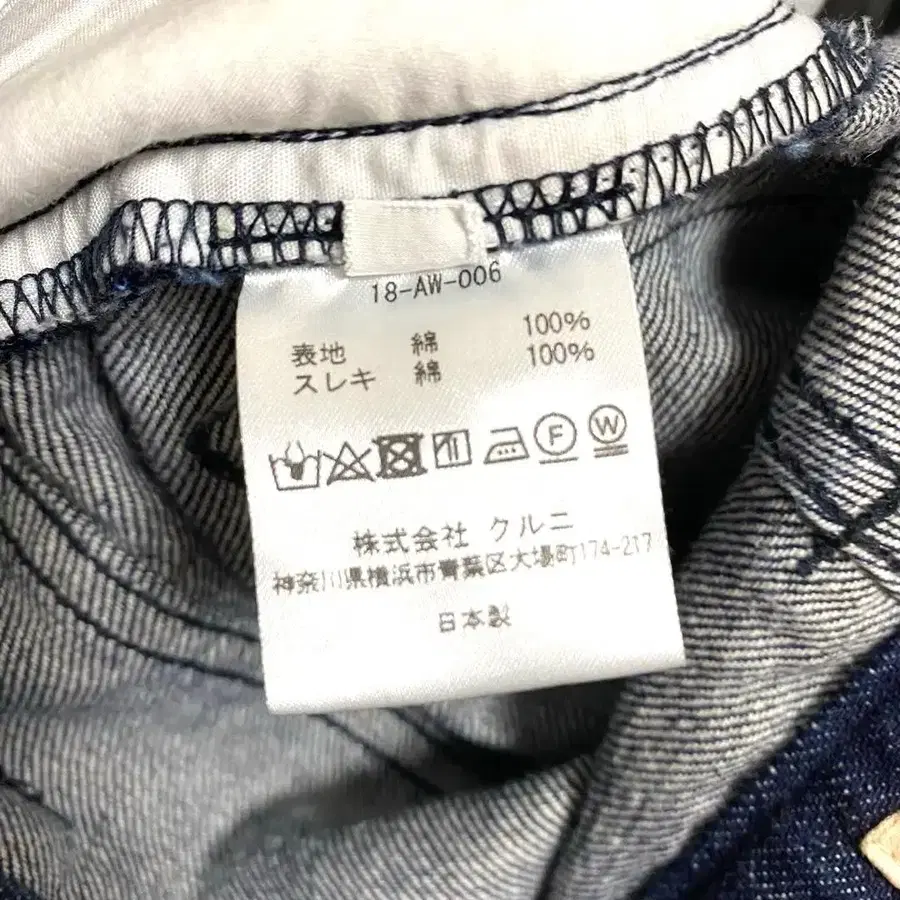 18-AW-006
表地 綿 100%
スレキ 綿 100%
F W
株式会社 クルニ
神奈川県横浜市青葉区大場町174-217
日本製